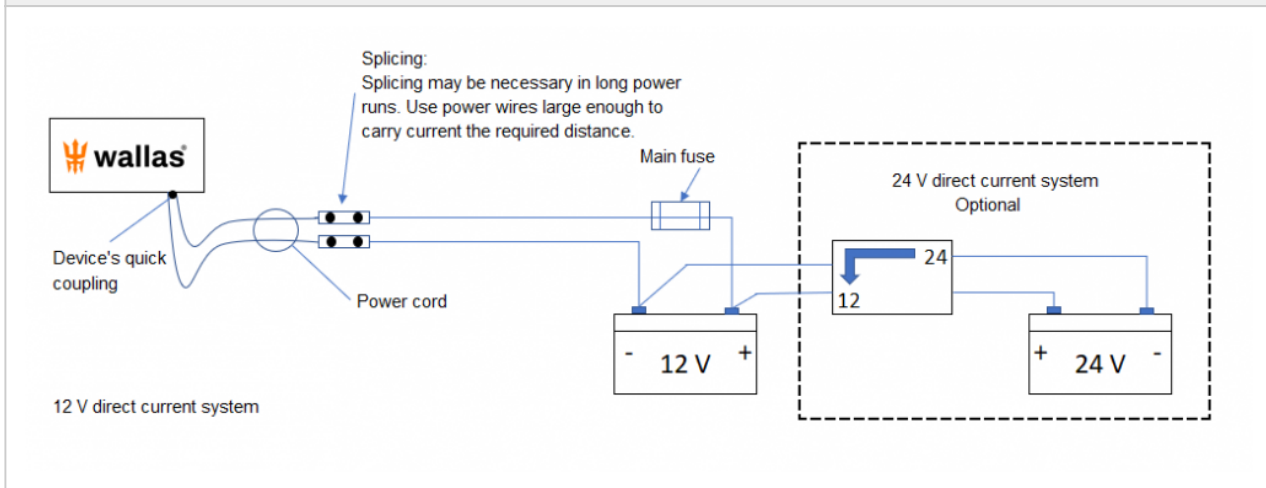 Splicing:
Splicing may be necessary in long power
runs. Use power wires large enough to
carry current the required distance.
wallas
Main fuse
24 V direct current system
Optional
Device's quick
coupling
Power cord
24
12
- 12 V +
+ 24 V -
12 V direct current system